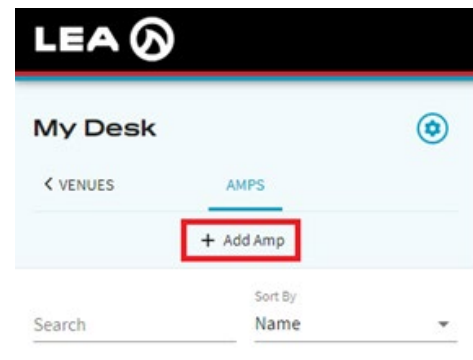 LEA
My Desk
< VENUES AMPS
+ Add Amp
Sort By
Search Name